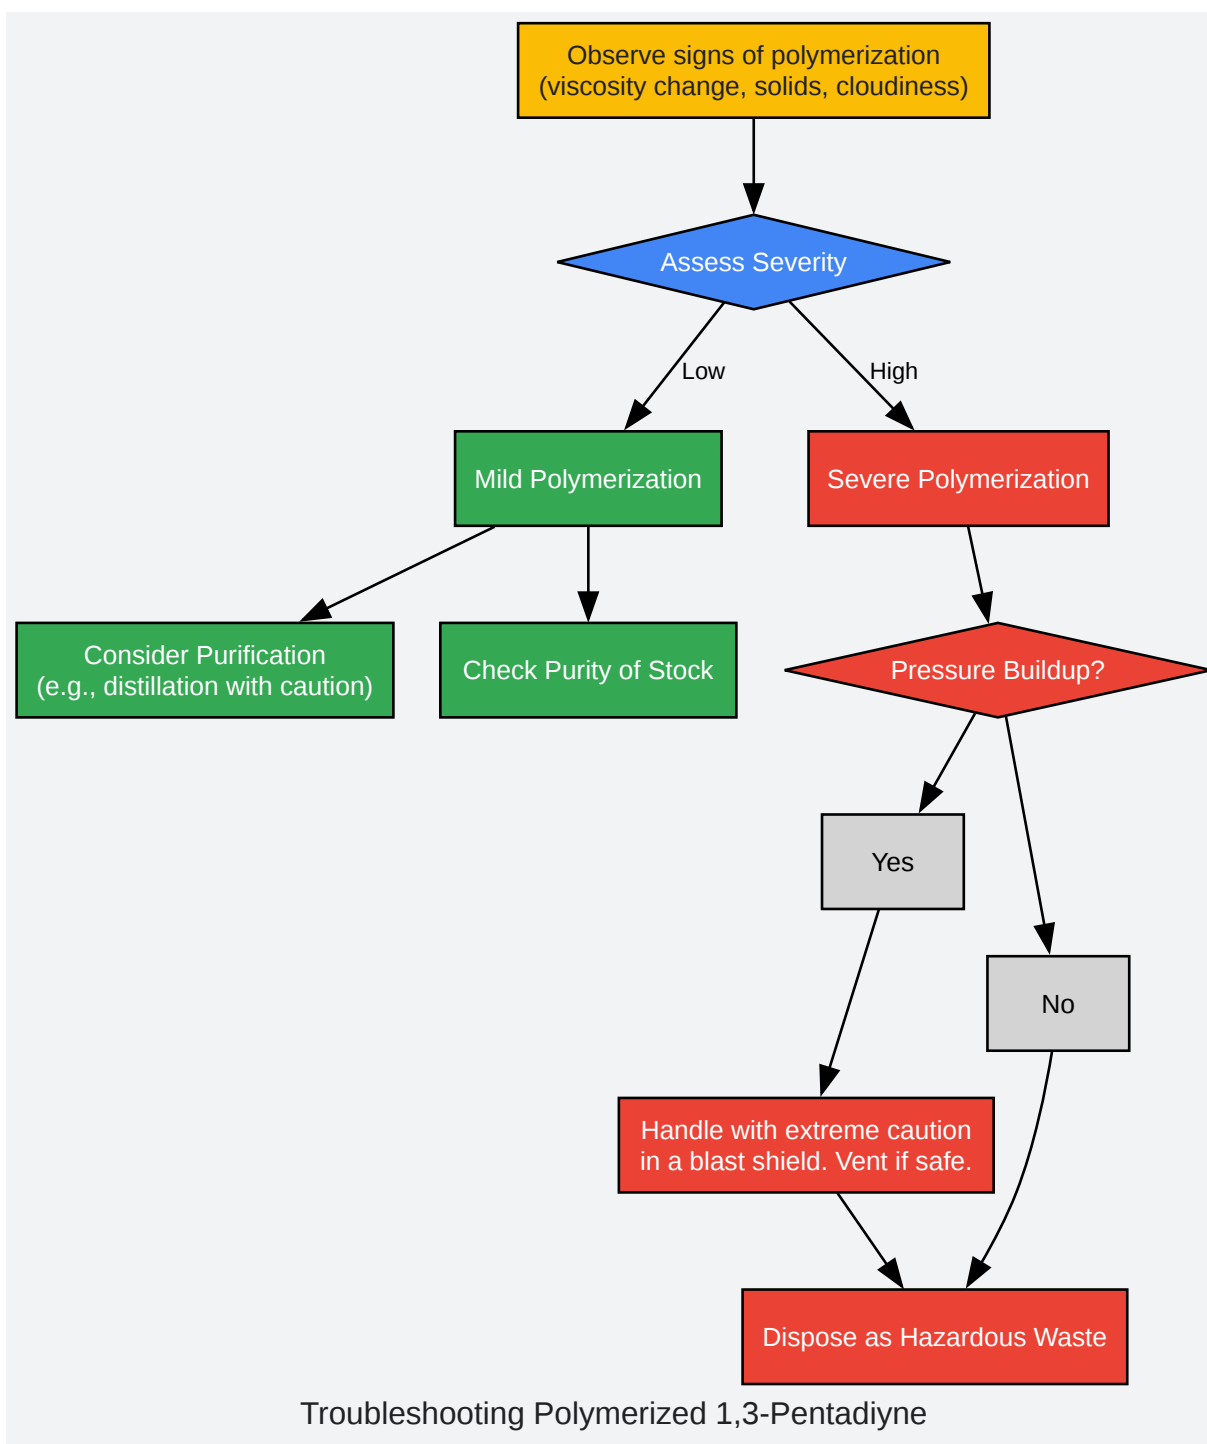 Observe signs of polymerization
(viscosity change, solids, cloudiness)
Assess Severity
Low
High
Mild Polymerization
Severe Polymerization
Consider Purification
(e.g., distillation with caution)
Check Purity of Stock
Pressure Buildup?
Yes
No
Handle with extreme caution
in a blast shield. Vent if safe.
Dispose as Hazardous Waste
Troubleshooting Polymerized 1,3-Pentadiyne